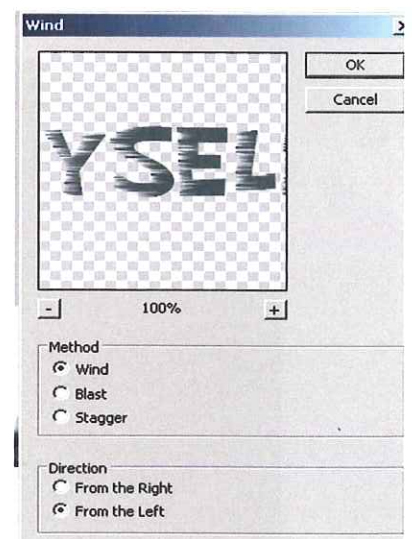 Wind
YSEL
OK
Cancel
-
100%
+
Method
Wind
Blast
Stagger
Direction
From the Right
From the Left